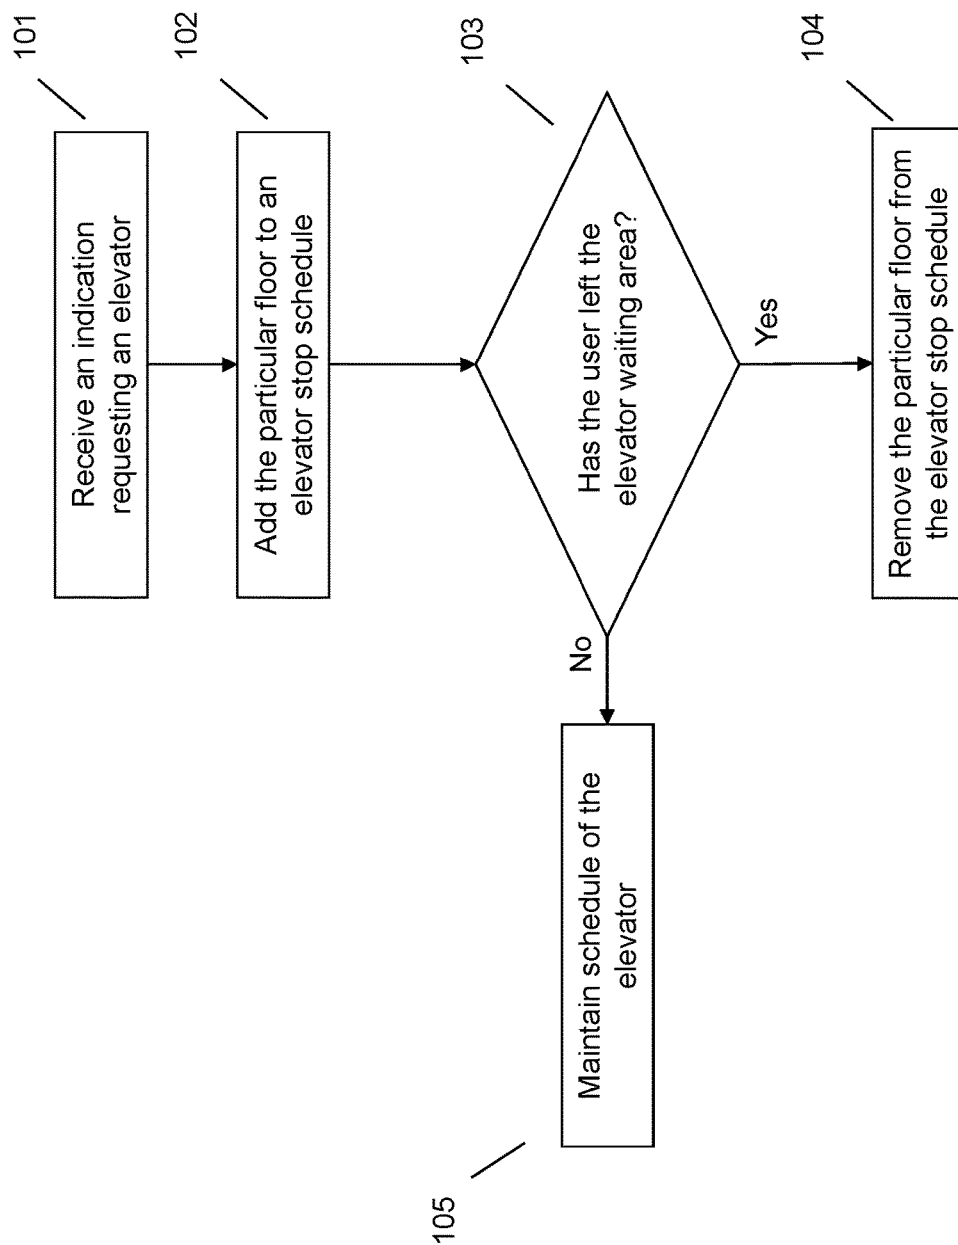 101
Receive an indication
requesting an elevator
102
Add the particular floor to an
elevator stop schedule
103
Has the user left the
elevator waiting area?
No
Yes
104
Remove the particular floor from
the elevator stop schedule
105
Maintain schedule of the
elevator